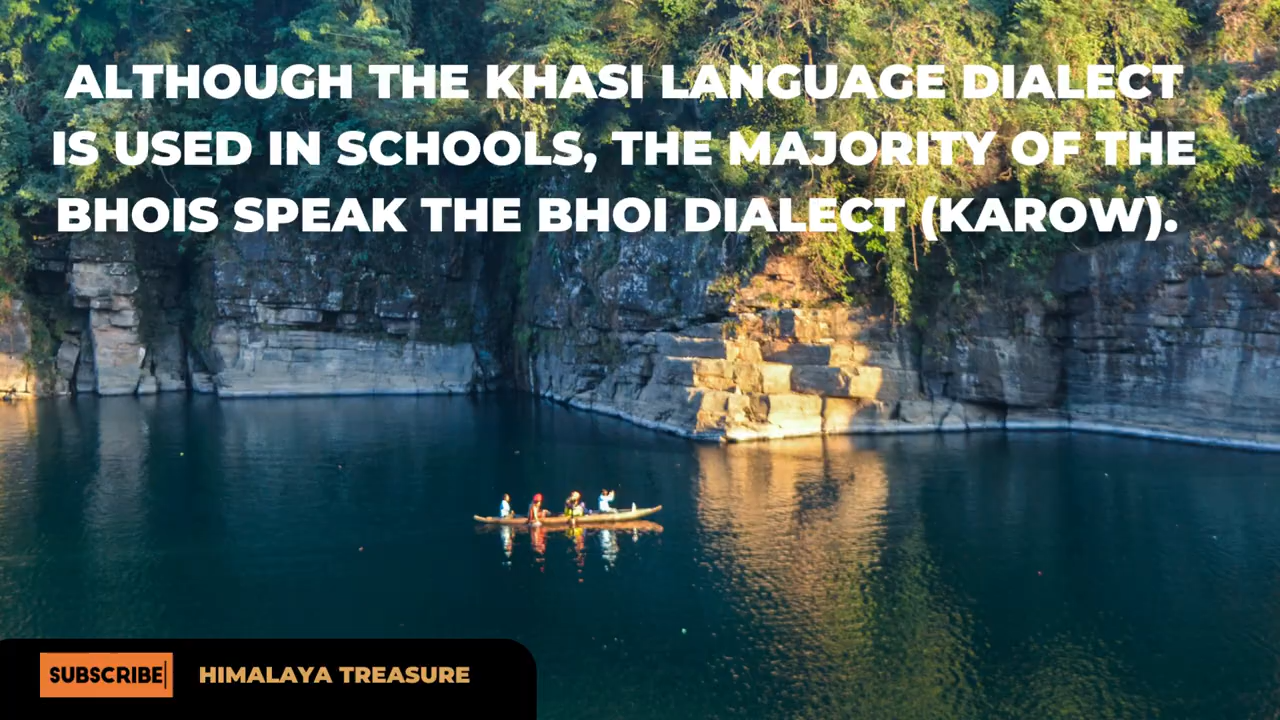 ALTHOUGH THE KHASI LANGUAGE DIALECT
IS USED IN SCHOOLS, THE MAJORITY OF THE
BHOIS SPEAK THE BHOI DIALECT (KAROW).
SUBSCRIBE
HIMALAYA TREASURE